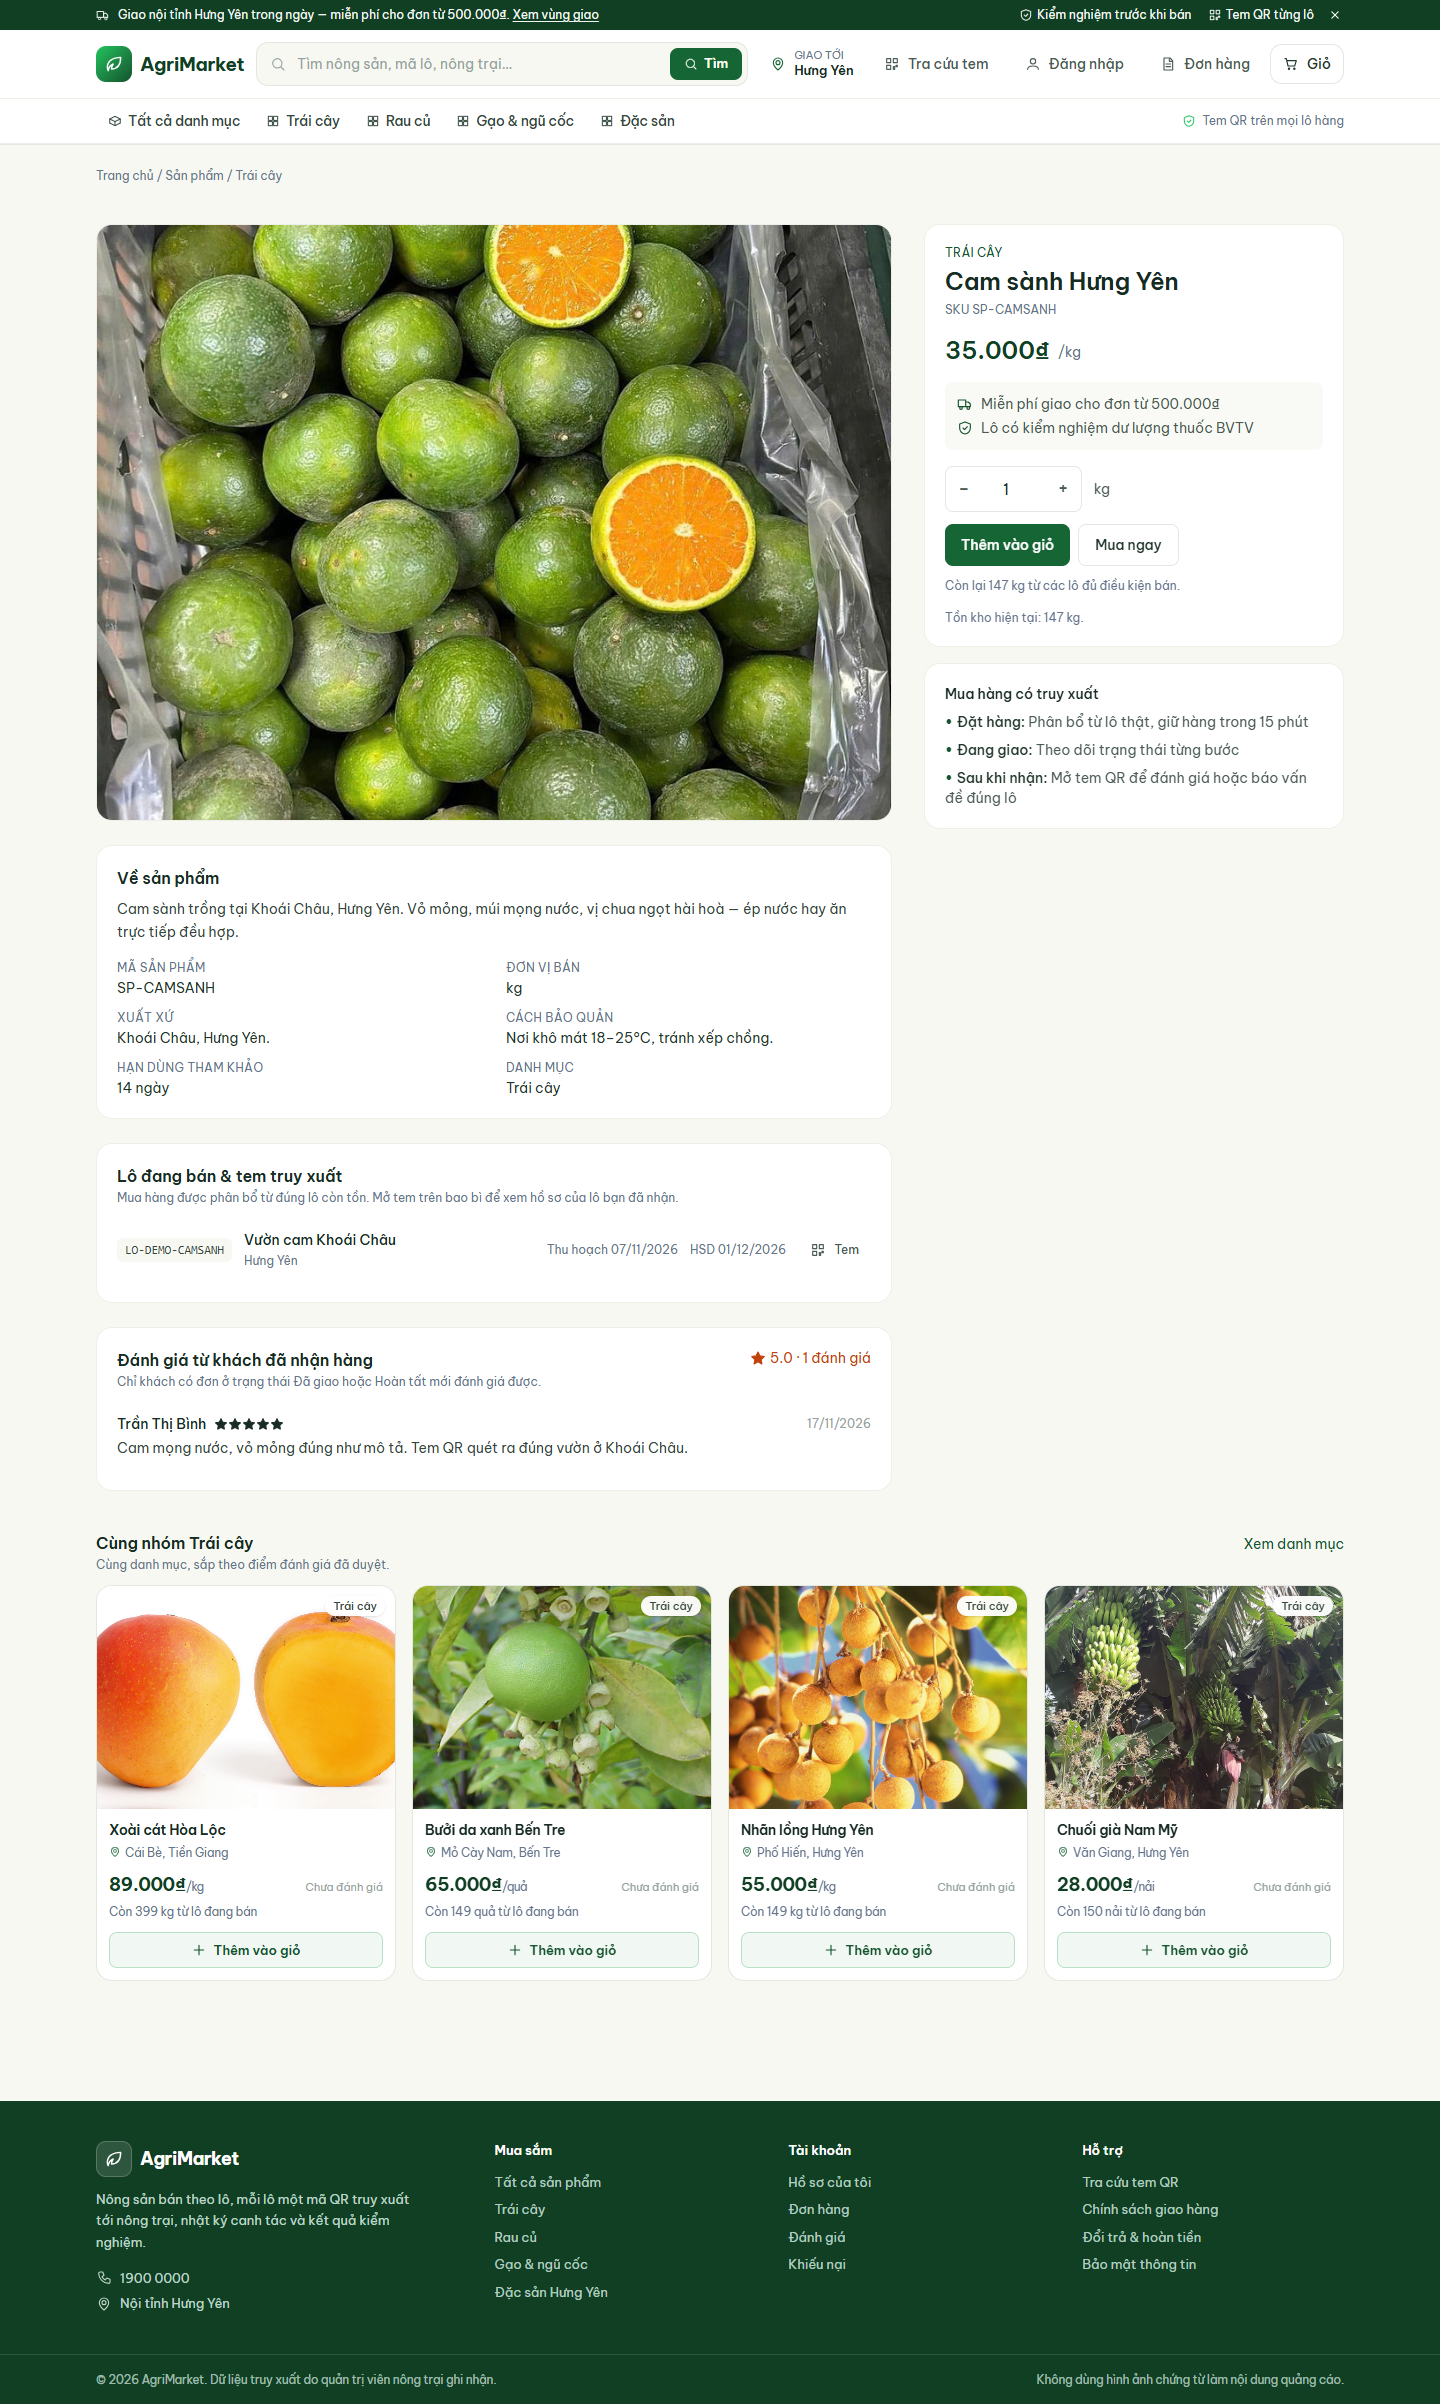 Giao nội tỉnh Hưng Yên trong ngày — miễn phí cho đơn từ 500.000₫. Xem vùng giao
Kiểm nghiệm trước khi bán
Tem QR từng lô
AgriMarket
Tìm nông sản, mã lô, nông trại...
Tìm
GIAO TỚI
Hưng Yên
Tra cứu tem
Đăng nhập
Đơn hàng
Giỏ
Tất cả danh mục
Trái cây
Rau củ
Gạo & ngũ cốc
Đặc sản
Tem QR trên mọi lô hàng
Trang chủ / Sản phẩm / Trái cây
TRÁI CÂY
Cam sành Hưng Yên
SKU SP-CAMSANH
35.000₫ /kg
Miễn phí giao cho đơn từ 500.000₫
Lô có kiểm nghiệm dư lượng thuốc BVTV
− 1 + kg
Thêm vào giỏ
Mua ngay
Còn lại 147 kg từ các lô đủ điều kiện bán.
Tồn kho hiện tại: 147 kg.
Mua hàng có truy xuất
• Đặt hàng: Phân bổ từ lô thật, giữ hàng trong 15 phút
• Đang giao: Theo dõi trạng thái từng bước
• Sau khi nhận: Mở tem QR để đánh giá hoặc báo vấn
đề đúng lô
Về sản phẩm
Cam sành trồng tại Khoái Châu, Hưng Yên. Vỏ mỏng, múi mọng nước, vị chua ngọt hài hoà — ép nước hay ăn
trực tiếp đều hợp.
MÃ SẢN PHẨM
SP-CAMSANH
ĐƠN VỊ BÁN
kg
XUẤT XỨ
Khoái Châu, Hưng Yên.
CÁCH BẢO QUẢN
Nơi khô mát 18–25°C, tránh xếp chồng.
HẠN DÙNG THAM KHẢO
14 ngày
DANH MỤC
Trái cây
Lô đang bán & tem truy xuất
Mua hàng được phân bổ từ đúng lô còn tồn. Mở tem trên bao bì để xem hồ sơ của lô bạn đã nhận.
LO-DEMO-CAMSANH
Vườn cam Khoái Châu
Hưng Yên
Thu hoạch 07/11/2026
HSD 01/12/2026
Tem
Đánh giá từ khách đã nhận hàng
5.0 · 1 đánh giá
Chỉ khách có đơn ở trạng thái Đã giao hoặc Hoàn tất mới đánh giá được.
Trần Thị Bình ★★★★★
17/11/2026
Cam mọng nước, vỏ mỏng đúng như mô tả. Tem QR quét ra đúng vườn ở Khoái Châu.
Cùng nhóm Trái cây
Xem danh mục
Cùng danh mục, sắp theo điểm đánh giá đã duyệt.
Trái cây
Xoài cát Hòa Lộc
Cái Bè, Tiền Giang
89.000₫/kg
Chưa đánh giá
Còn 399 kg từ lô đang bán
Thêm vào giỏ
Trái cây
Bưởi da xanh Bến Tre
Mỏ Cày Nam, Bến Tre
65.000₫/quả
Chưa đánh giá
Còn 149 quả từ lô đang bán
Thêm vào giỏ
Trái cây
Nhãn lồng Hưng Yên
Phố Hiến, Hưng Yên
55.000₫/kg
Chưa đánh giá
Còn 149 kg từ lô đang bán
Thêm vào giỏ
Trái cây
Chuối già Nam Mỹ
Văn Giang, Hưng Yên
28.000₫/nải
Chưa đánh giá
Còn 150 nải từ lô đang bán
Thêm vào giỏ
AgriMarket
Nông sản bán theo lô, mỗi lô một mã QR truy xuất
tới nông trại, nhật ký canh tác và kết quả kiểm
nghiệm.
1900 0000
Nội tỉnh Hưng Yên
Mua sắm
Tất cả sản phẩm
Trái cây
Rau củ
Gạo & ngũ cốc
Đặc sản Hưng Yên
Tài khoản
Hồ sơ của tôi
Đơn hàng
Đánh giá
Khiếu nại
Hỗ trợ
Tra cứu tem QR
Chính sách giao hàng
Đổi trả & hoàn tiền
Bảo mật thông tin
© 2026 AgriMarket. Dữ liệu truy xuất do quản trị viên nông trại ghi nhận.
Không dùng hình ảnh chứng từ làm nội dung quảng cáo.